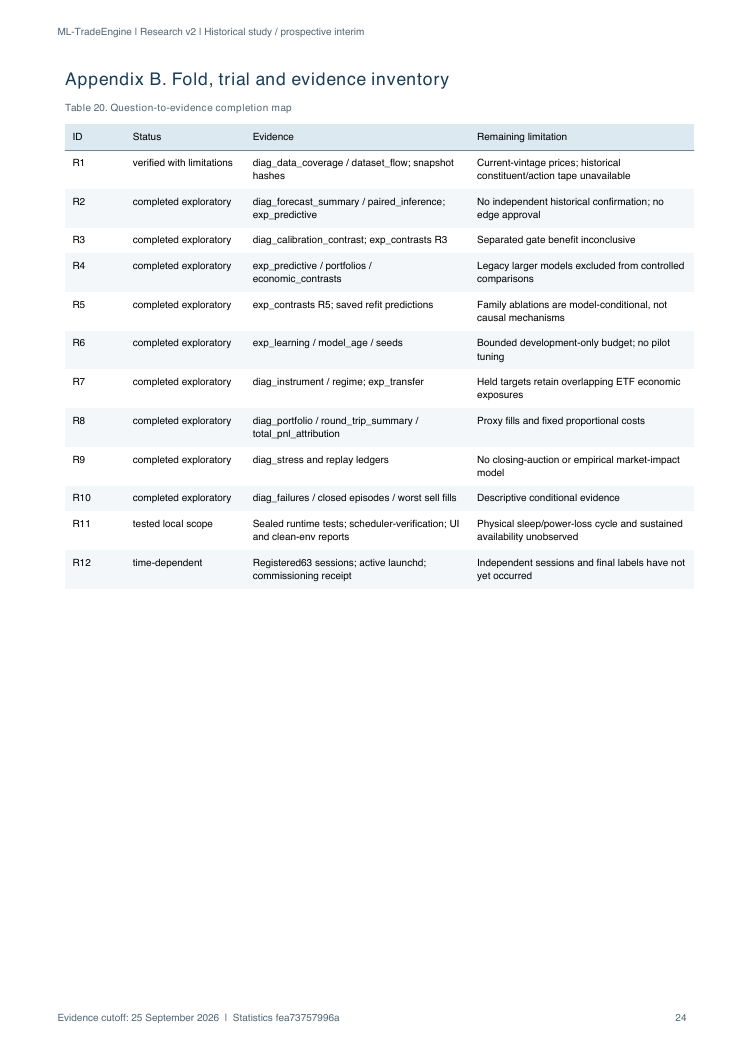 ML-TradeEngine | Research v2 | Historical study / prospective interim
Appendix B. Fold, trial and evidence inventory
Table 20. Question-to-evidence completion map
ID Status Evidence Remaining limitation
R1 verified with limitations diag_data_coverage / dataset_flow; snapshot Current-vintage prices; historical
hashes constituent/action tape unavailable
R2 completed exploratory diag_forecast_summary / paired_inference; No independent historical confirmation; no
exp_predictive edge approval
R3 completed exploratory diag_calibration_contrast; exp_contrasts R3 Separated gate benefit inconclusive
R4 completed exploratory exp_predictive / portfolios / Legacy larger models excluded from controlled
economic_contrasts comparisons
R5 completed exploratory exp_contrasts R5; saved refit predictions Family ablations are model-conditional, not
causal mechanisms
R6 completed exploratory exp_learning / model_age / seeds Bounded development-only budget; no pilot
tuning
R7 completed exploratory diag_instrument / regime; exp_transfer Held targets retain overlapping ETF economic
exposures
R8 completed exploratory diag_portfolio / round_trip_summary / Proxy fills and fixed proportional costs
total_pnl_attribution
R9 completed exploratory diag_stress and replay ledgers No closing-auction or empirical market-impact
model
R10 completed exploratory diag_failures / closed episodes / worst sell fills Descriptive conditional evidence
R11 tested local scope Sealed runtime tests; scheduler-verification; UI Physical sleep/power-loss cycle and sustained
and clean-env reports availability unobserved
R12 time-dependent Registered63 sessions; active launchd; Independent sessions and final labels have not
commissioning receipt yet occurred
Evidence cutoff: 25 September 2026 | Statistics fea73757996a 24